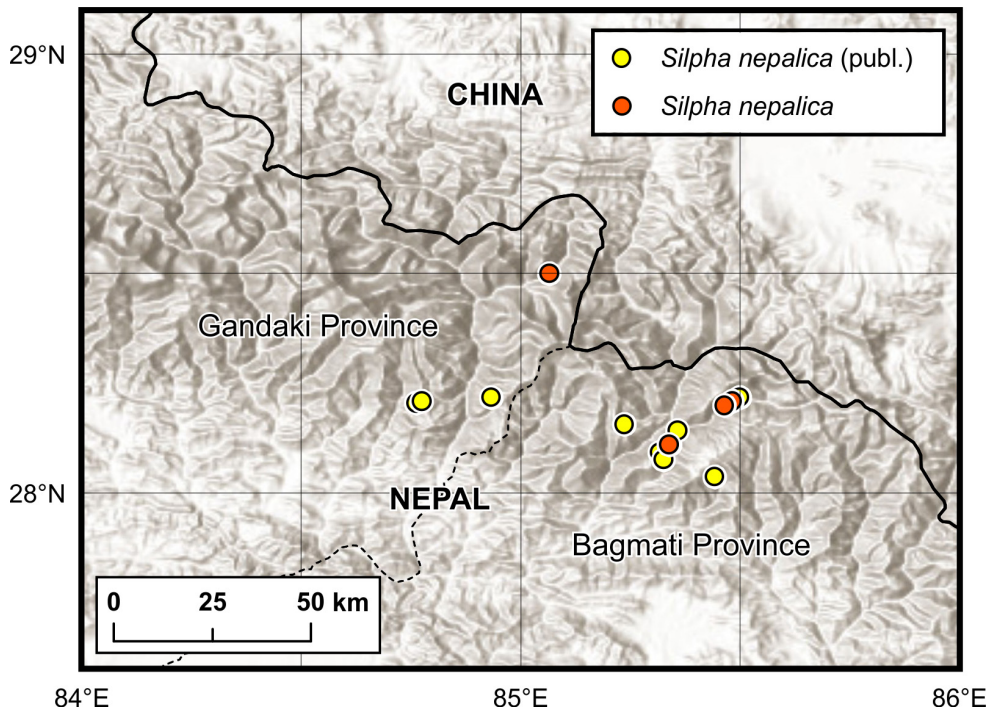 29°N
CHINA
Silpha nepalica (publ.)
Silpha nepalica
Gandaki Province
28°N
NEPAL
Bagmati Province
0 25 50 km
84°E 85°E 86°E